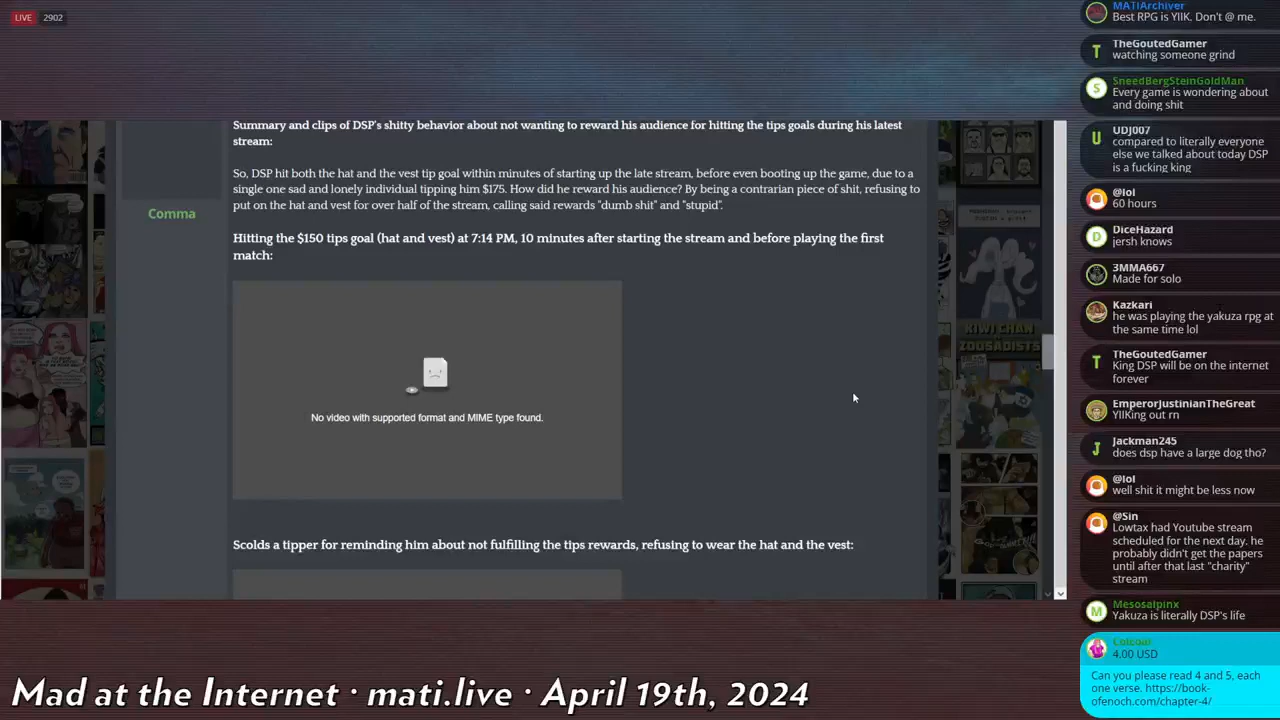 LIVE 2902
Summary and clips of DSP's shitty behavior about not wanting to reward his audience for hitting the tips goals during his latest
stream:
So, DSP hit both the hat and the vest tip goal within minutes of starting up the late stream, before even booting up the game, due to a
single one sad and lonely individual tipping him $175. How did he reward his audience? By being a contrarian piece of shit, refusing to
put on the hat and vest for over half of the stream, calling said rewards "dumb shit" and "stupid".
Comma
Hitting the $150 tips goal (hat and vest) at 7:14 PM, 10 minutes after starting the stream and before playing the first
match:
No video with supported format and MIME type found.
Scolds a tipper for reminding him about not fulfilling the tips rewards, refusing to wear the hat and the vest:
KIWI CHAN
ZOOSADISTS
MATIArchiver
Best RPG is YIIK. Don't @ me.
T
TheGoutedGamer
watching someone grind
S
SneedBergSteinGoldMan
Every game is wondering about
and doing shit
U
UDJ007
compared to literally everyone
else we talked about today DSP
is a fucking king
@lol
60 hours
D
DiceHazard
jersh knows
3MMA667
Made for solo
Kazkari
he was playing the yakuza rpg at
the same time lol
T
TheGoutedGamer
King DSP will be on the internet
forever
EmperorJustinianTheGreat
YIIKing out rn
J
Jackman245
does dsp have a large dog tho?
@lol
well shit it might be less now
@Sin
Lowtax had Youtube stream
scheduled for the next day. he
probably didn't get the papers
until after that last "charity"
stream
M
Mesosalpinx
Yakuza is literally DSP's life
4.00 USD
Can you please read 4 and 5, each
one verse. https://book-
ofenoch.com/chapter-4/
Mad at the Internet · mati.live · April 19th, 2024